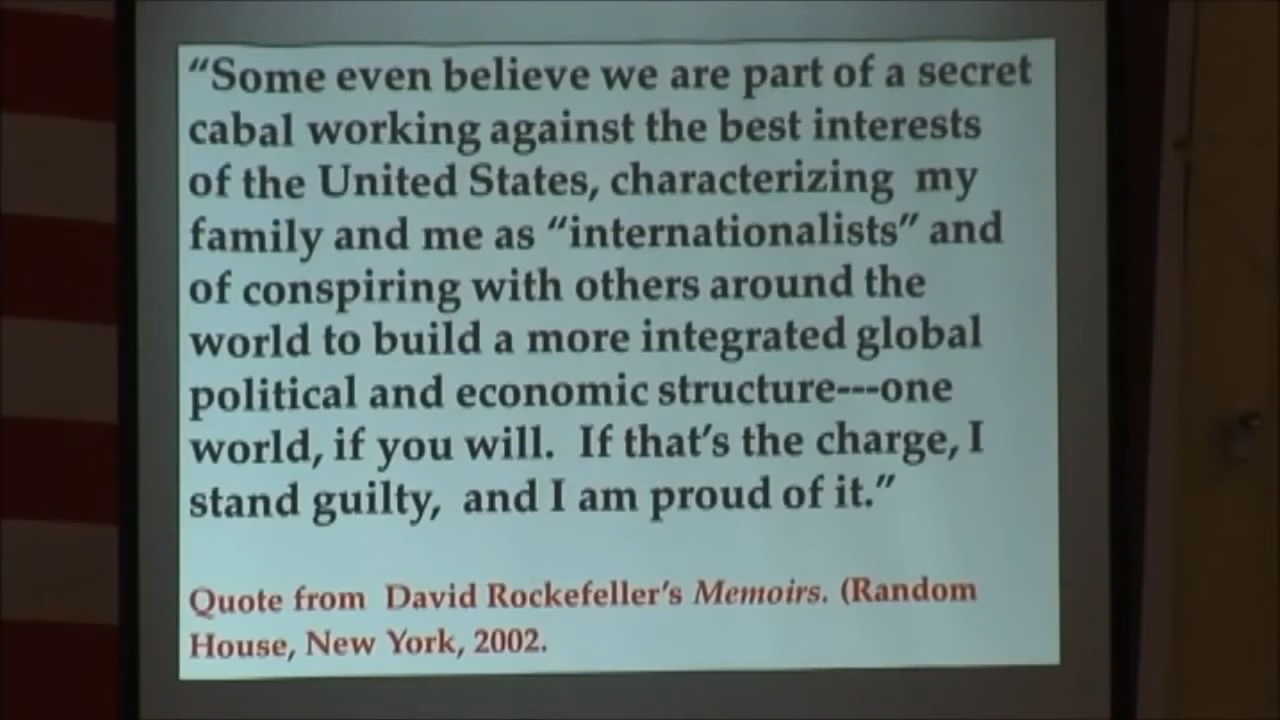 “Some even believe we are part of a secret
cabal working against the best interests
of the United States, characterizing my
family and me as “internationalists” and
of conspiring with others around the
world to build a more integrated global
political and economic structure---one
world, if you will. If that’s the charge, I
stand guilty, and I am proud of it.”
Quote from David Rockefeller’s Memoirs. (Random
House, New York, 2002.